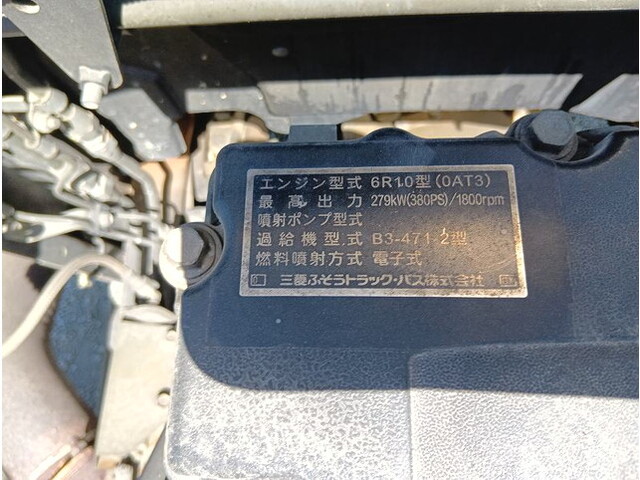 エンジン型式 6R10型(0AT3)
最高出力 279kW(380PS)/1800rpm
噴射ポンプ型式
過給機型式 B3-471-2型
燃料噴射方式 電子式
三菱ふそうトラック・バス株式会社